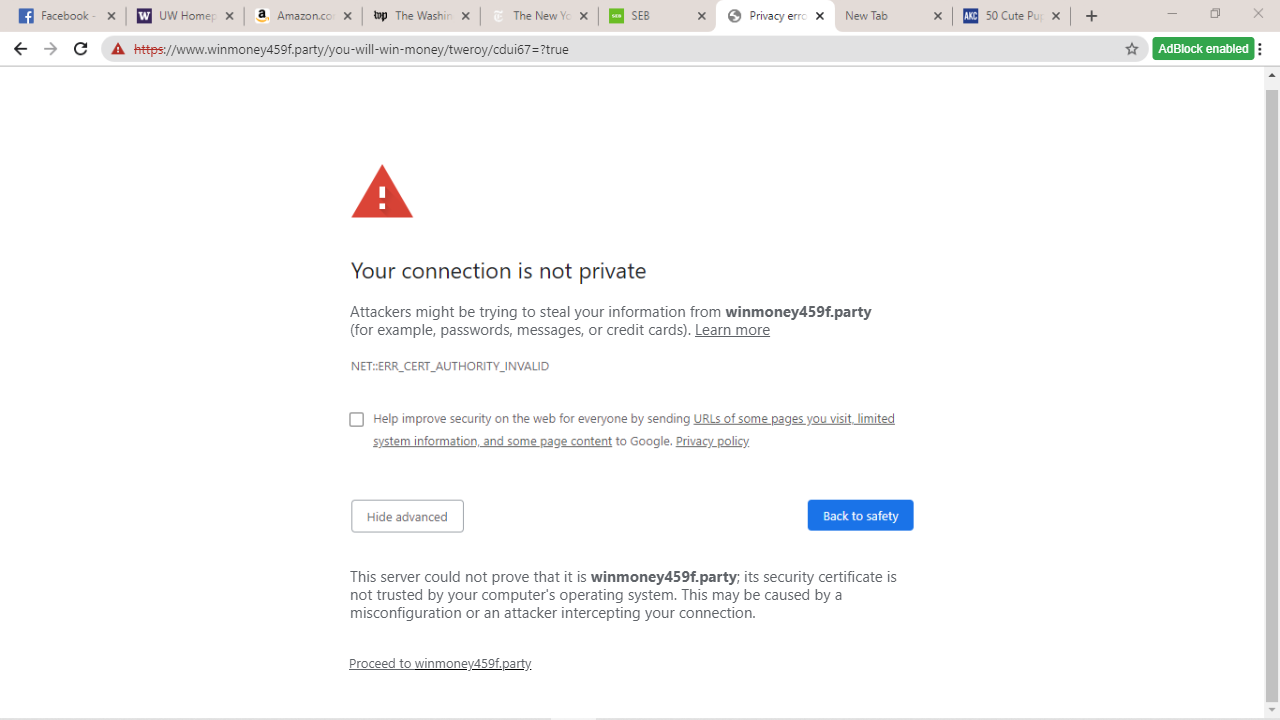 Facebook -
W UW Homep
a Amazon.co
wp The Washin
The New Yo
SEB SEB
Privacy erro
New Tab
AKC 50 Cute Pup
https://www.winmoney459f.party/you-will-win-money/tweroy/cdui67=?true
AdBlock enabled
Your connection is not private
Attackers might be trying to steal your information from winmoney459f.party
(for example, passwords, messages, or credit cards). Learn more
NET::ERR_CERT_AUTHORITY_INVALID
Help improve security on the web for everyone by sending URLs of some pages you visit, limited
system information, and some page content to Google. Privacy policy
Hide advanced
Back to safety
This server could not prove that it is winmoney459f.party; its security certificate is
not trusted by your computer's operating system. This may be caused by a
misconfiguration or an attacker intercepting your connection.
Proceed to winmoney459f.party